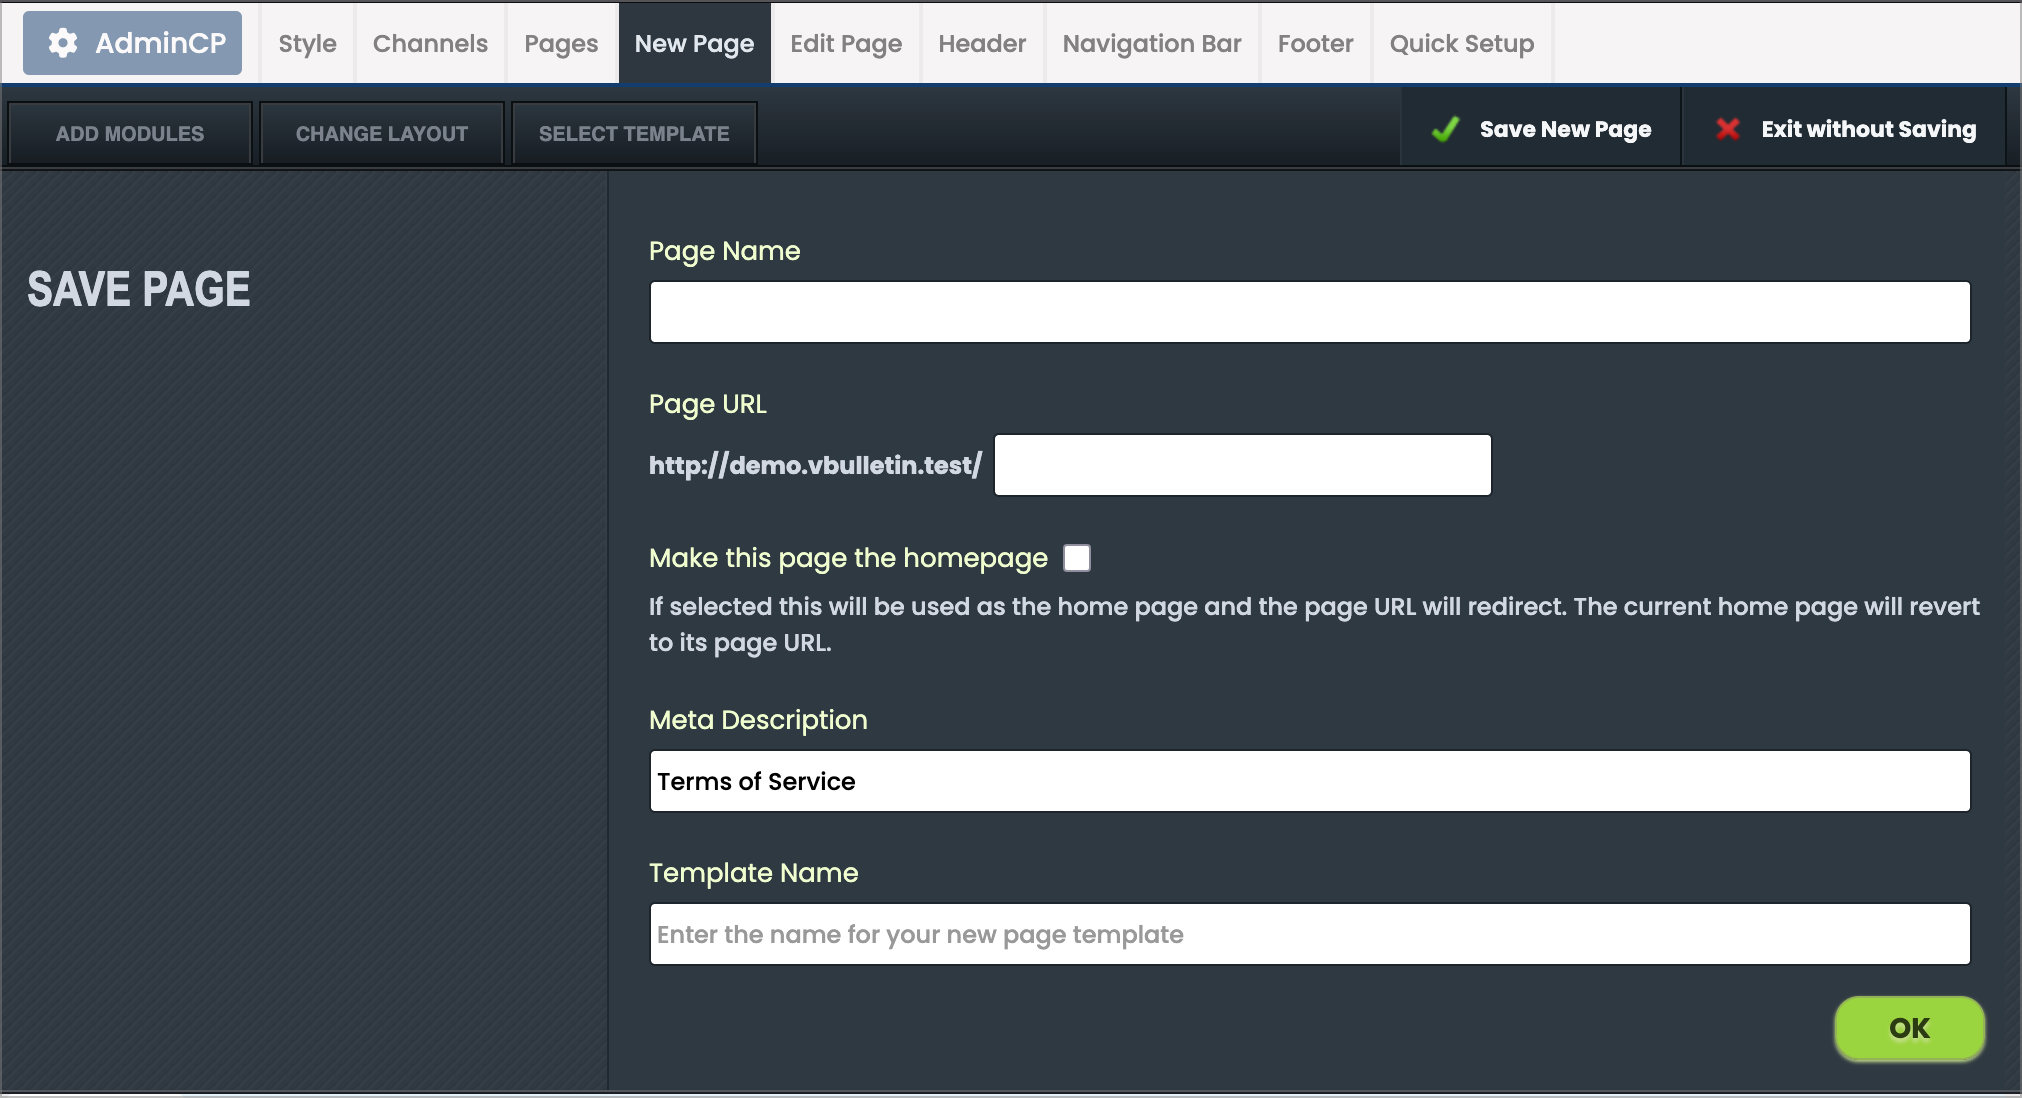 AdminCP Style Channels Pages New Page Edit Page Header Navigation Bar Footer Quick Setup
ADD MODULES CHANGE LAYOUT SELECT TEMPLATE Save New Page Exit without Saving
SAVE PAGE
Page Name
Page URL
http://demo.vbulletin.test/
Make this page the homepage
If selected this will be used as the home page and the page URL will redirect. The current home page will revert
to its page URL.
Meta Description
Terms of Service
Template Name
Enter the name for your new page template
OK